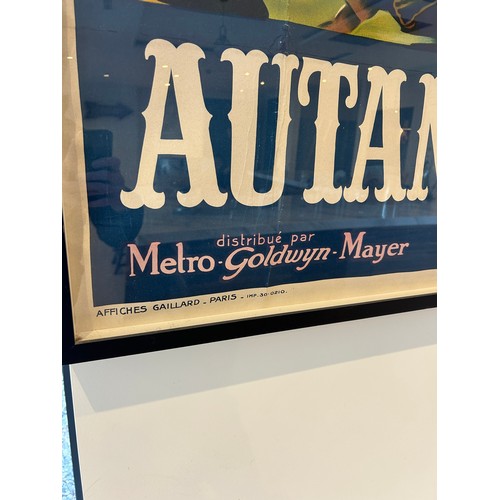 AUTAN
distribué par
Metro-Goldwyn-Mayer
AFFICHES GAILLARD - PARIS - IMP. 30-0210.